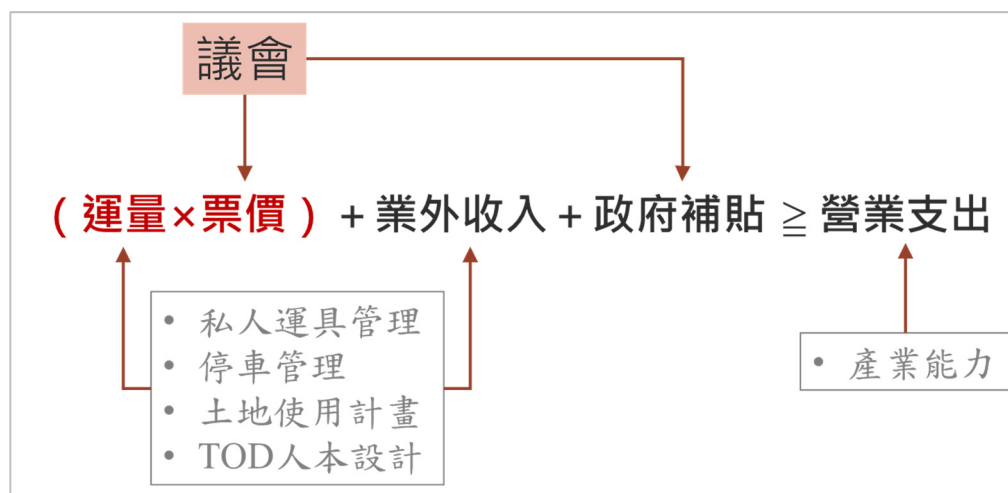 議會
(運量×票價) + 業外收入 + 政府補貼 ≧ 營業支出
• 私人運具管理
• 停車管理
• 土地使用計畫
• TOD人本設計
• 產業能力